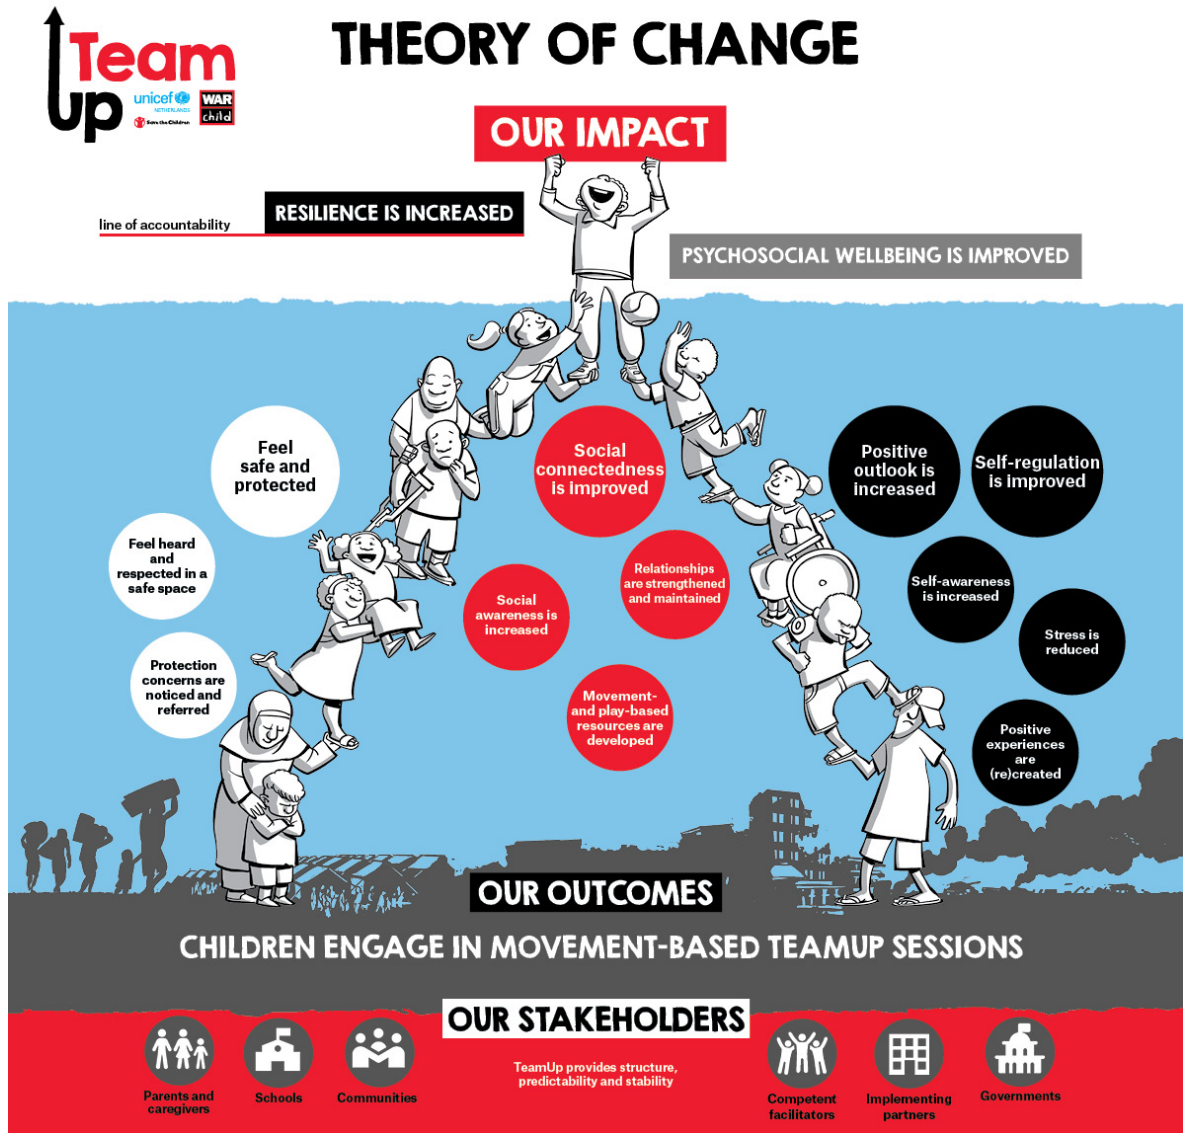 Team
Up
unicef
NETHERLANDS
Save the Children
WAR
child
THEORY OF CHANGE
OUR IMPACT
RESILIENCE IS INCREASED
line of accountability
PSYCHOSOCIAL WELLBEING IS IMPROVED
Feel
safe and
protected
Feel heard
and
respected in a
safe space
Protection
concerns are
noticed and
referred
Social
connectedness
is improved
Relationships
are strengthened
and maintained
Social
awareness is
increased
Movement-
and play-based
resources are
developed
Positive
outlook is
increased
Self-regulation
is improved
Self-awareness
is increased
Stress is
reduced
Positive
experiences
are
(re)created
OUR OUTCOMES
CHILDREN ENGAGE IN MOVEMENT-BASED TEAMUP SESSIONS
OUR STAKEHOLDERS
TeamUp provides structure,
predictability and stability
Parents and
caregivers
Schools
Communities
Competent
facilitators
Implementing
partners
Governments